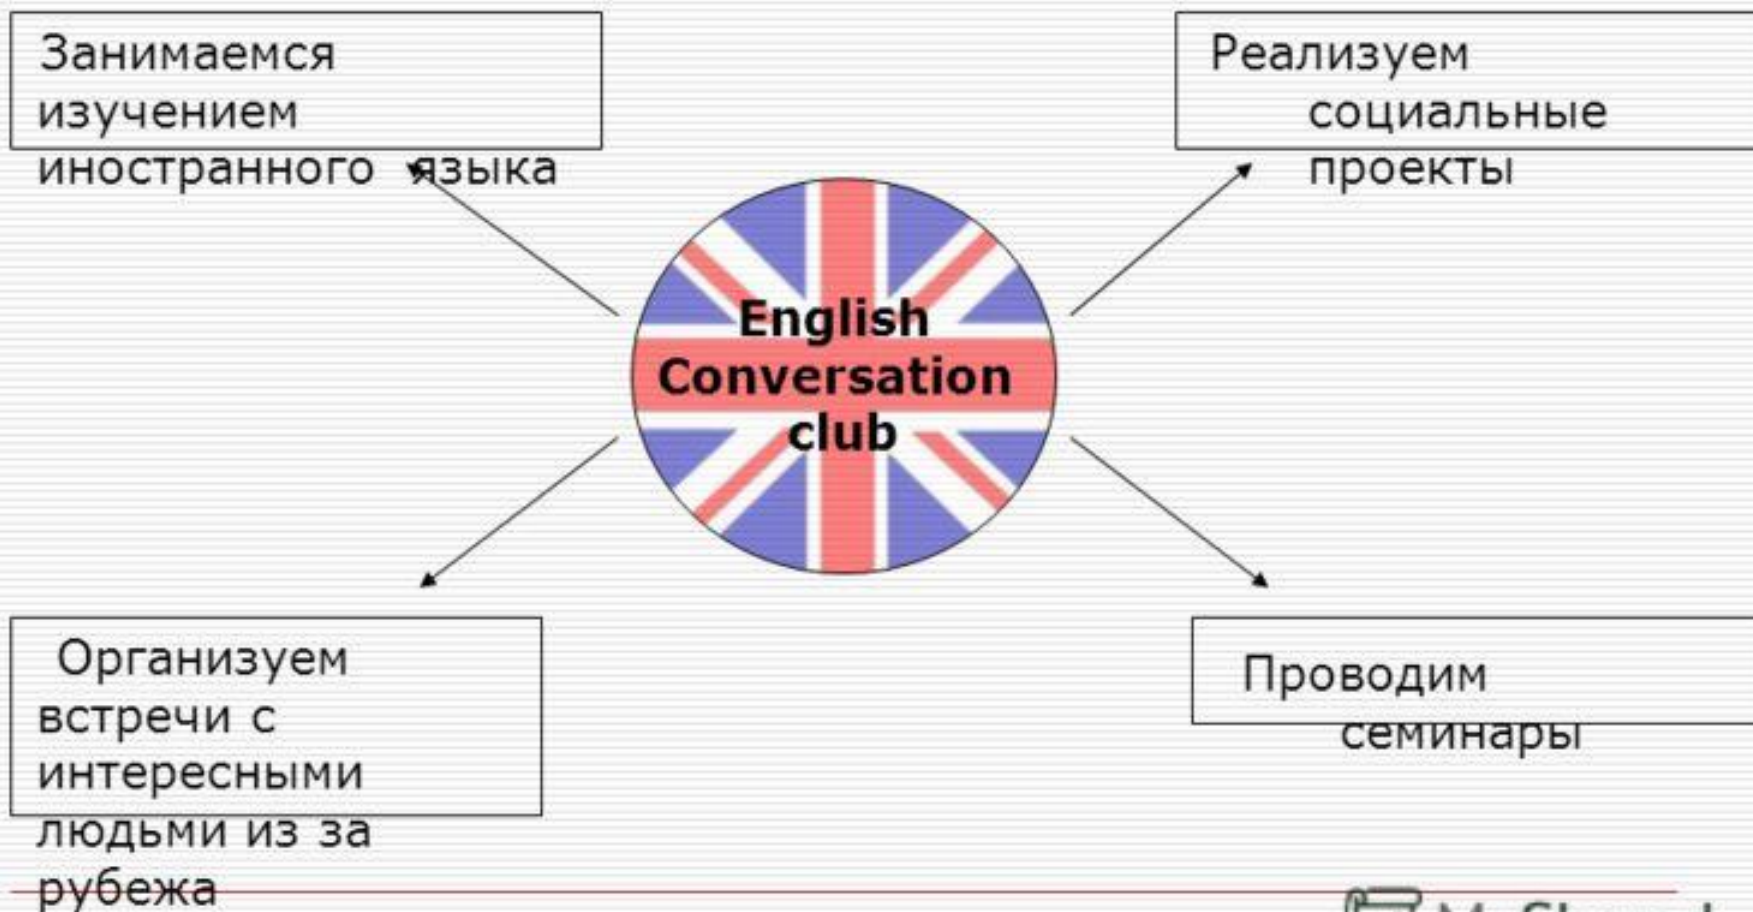 Занимаемся
изучением
иностранного языка
Реализуем
социальные
проекты
English
Conversation
club
Организуем
встречи с
интересными
людьми из за
рубежа
Проводим
семинары